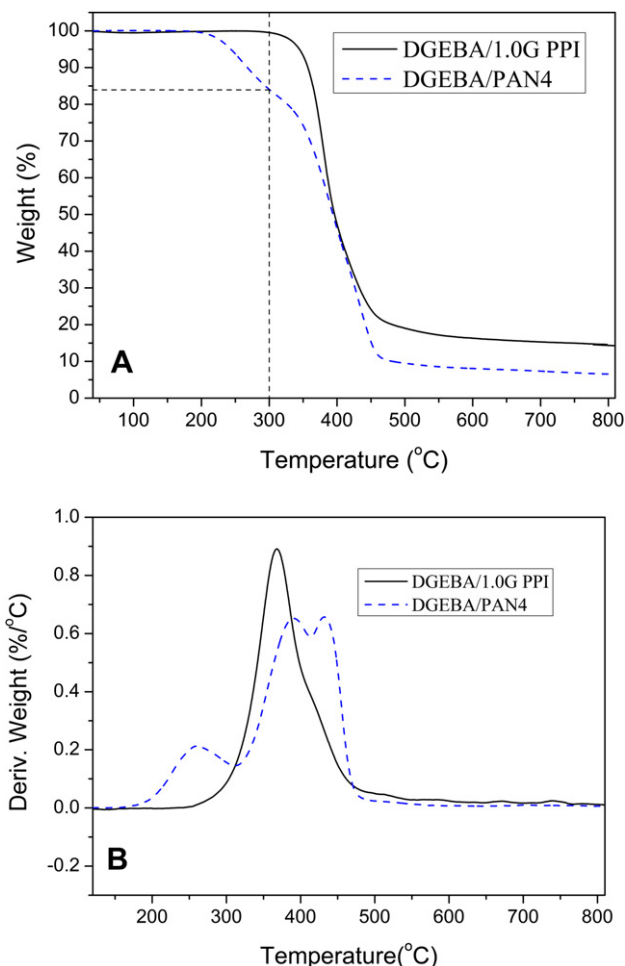 100
90
80
70
60
50
40
30
20
10
0
Weight (%)
DGEBA/1.0G PPI
DGEBA/PAN4
A
100 200 300 400 500 600 700 800
Temperature (°C)
1.0
0.8
0.6
0.4
0.2
0.0
-0.2
Deriv. Weight (%/°C)
DGEBA/1.0G PPI
DGEBA/PAN4
B
200 300 400 500 600 700 800
Temperature(°C)